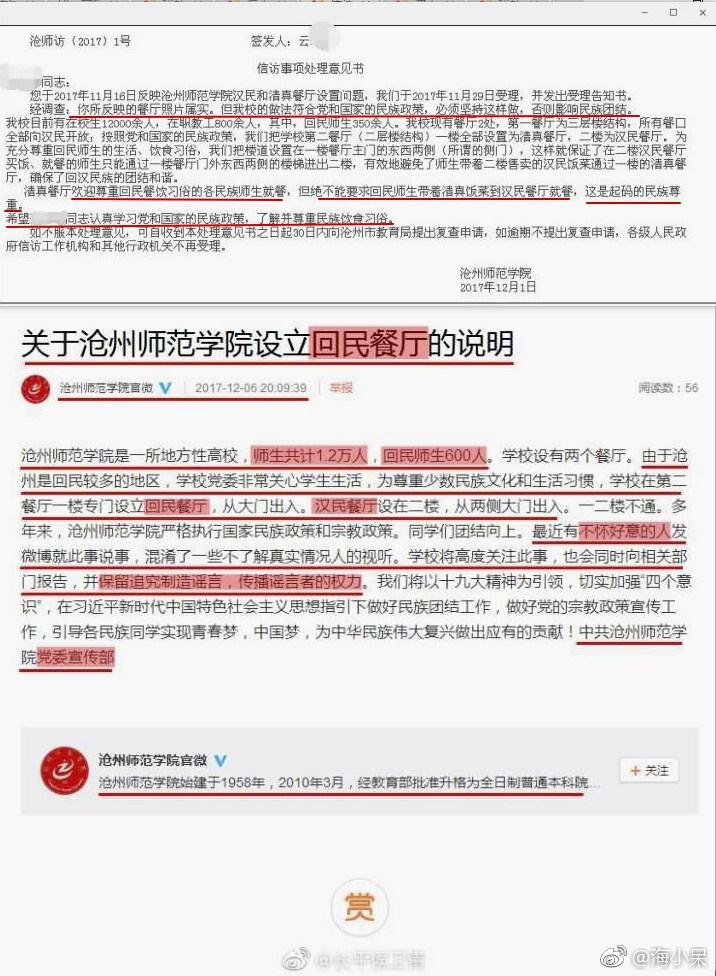 沧师访（2017）1号
签发人：云
信访事项处理意见书
同志：
您于2017年11月16日反映沧州师范学院汉民和清真餐厅设置问题，我们于2017年11月29日受理，并发出受理告知书。
经调查：你所反映的餐厅照片属实。但我校的做法符合党和国家的民族政策，必须坚持这样做，否则影响民族团结。
我校目前有在校生12000余人，在职教工800余人，其中，回民师生350余人。我校现有餐厅2处，第一餐厅为三层楼结构，所有餐口
全部向汉民开放；按照党和国家的民族政策，我们把学校第二餐厅（二层楼结构）一楼全部设置为清真餐厅，二楼为汉民餐厅。为
充分尊重回民师生的生活、饮食习俗，我们把楼道设置在一楼餐厅主门的东西两侧（所谓的侧门），这样就保证了在二楼汉民餐厅
买饭、就餐的师生只能通过一楼餐厅门外东西两侧的楼梯进出二楼，有效地避免了师生带着二楼售卖的汉民饭菜通过一楼的清真餐
厅，确保了回汉民族的团结和谐。
清真餐厅欢迎尊重回民餐饮习俗的各民族师生就餐，但绝不能要求回民师生带着清真饭菜到汉民餐厅就餐，这是起码的民族尊
重。
希望 同志认真学习党和国家的民族政策，了解并尊重民族饮食习俗。
如不服本处理意见，可自收到本处理意见书之日起30日内向沧州市教育局提出复查申请，如逾期不提出复查申请，各级人民政
府信访工作机构和其他行政机关不再受理。
沧州师范学院
2017年12月1日
关于沧州师范学院设立回民餐厅的说明
沧州师范学院官微 2017-12-06 20:09:39 举报 阅读数：56
沧州师范学院是一所地方性高校，师生共计1.2万人，回民师生600人。学校设有两个餐厅。由于沧
州是回民较多的地区，学校党委非常关心学生生活，为尊重少数民族文化和生活习惯，学校在第二
餐厅一楼专门设立回民餐厅，从大门出入。汉民餐厅设在二楼，从两侧大门出入。一二楼不通。多
年来，沧州师范学院严格执行国家民族政策和宗教政策。同学们团结向上。最近有不怀好意的人发
微博就此事说事，混淆了一些不了解真实情况人的视听。学校将高度关注此事，也会同时向相关部
门报告，并保留追究制造谣言，传播谣言者的权力。我们将以十九大精神为引领，切实加强"四个意
识"，在习近平新时代中国特色社会主义思想指引下做好民族团结工作，做好党的宗教政策宣传工
作，引导各民族同学实现青春梦，中国梦，为中华民族伟大复兴做出应有的贡献！中共沧州师范学
院党委宣传部
沧州师范学院官微
沧州师范学院始建于1958年，2010年3月，经教育部批准升格为全日制普通本科院...
+ 关注
赏
@长平侯卫青
@海小呆